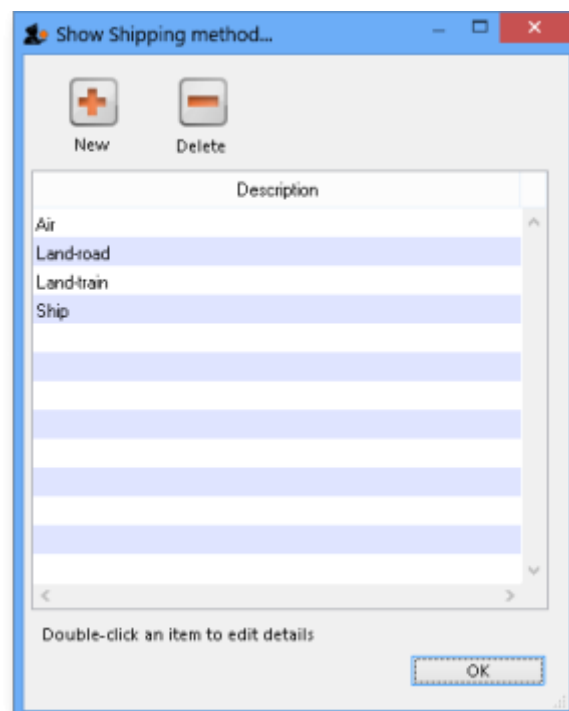 Show Shipping method...
New Delete
Description
Air
Land-road
Land-train
Ship
Double-click an item to edit details
OK